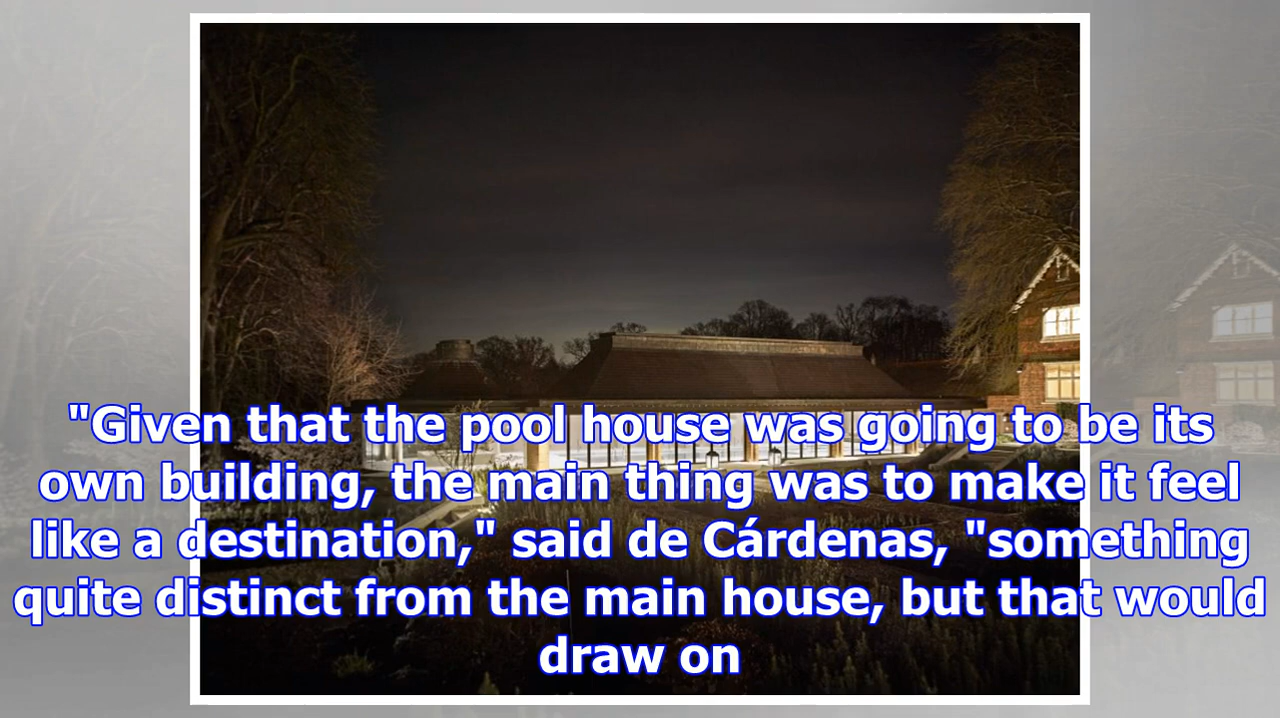 "Given that the pool house was going to be its
own building, the main thing was to make it feel
like a destination," said de Cárdenas, "something
quite distinct from the main house, but that would
draw on